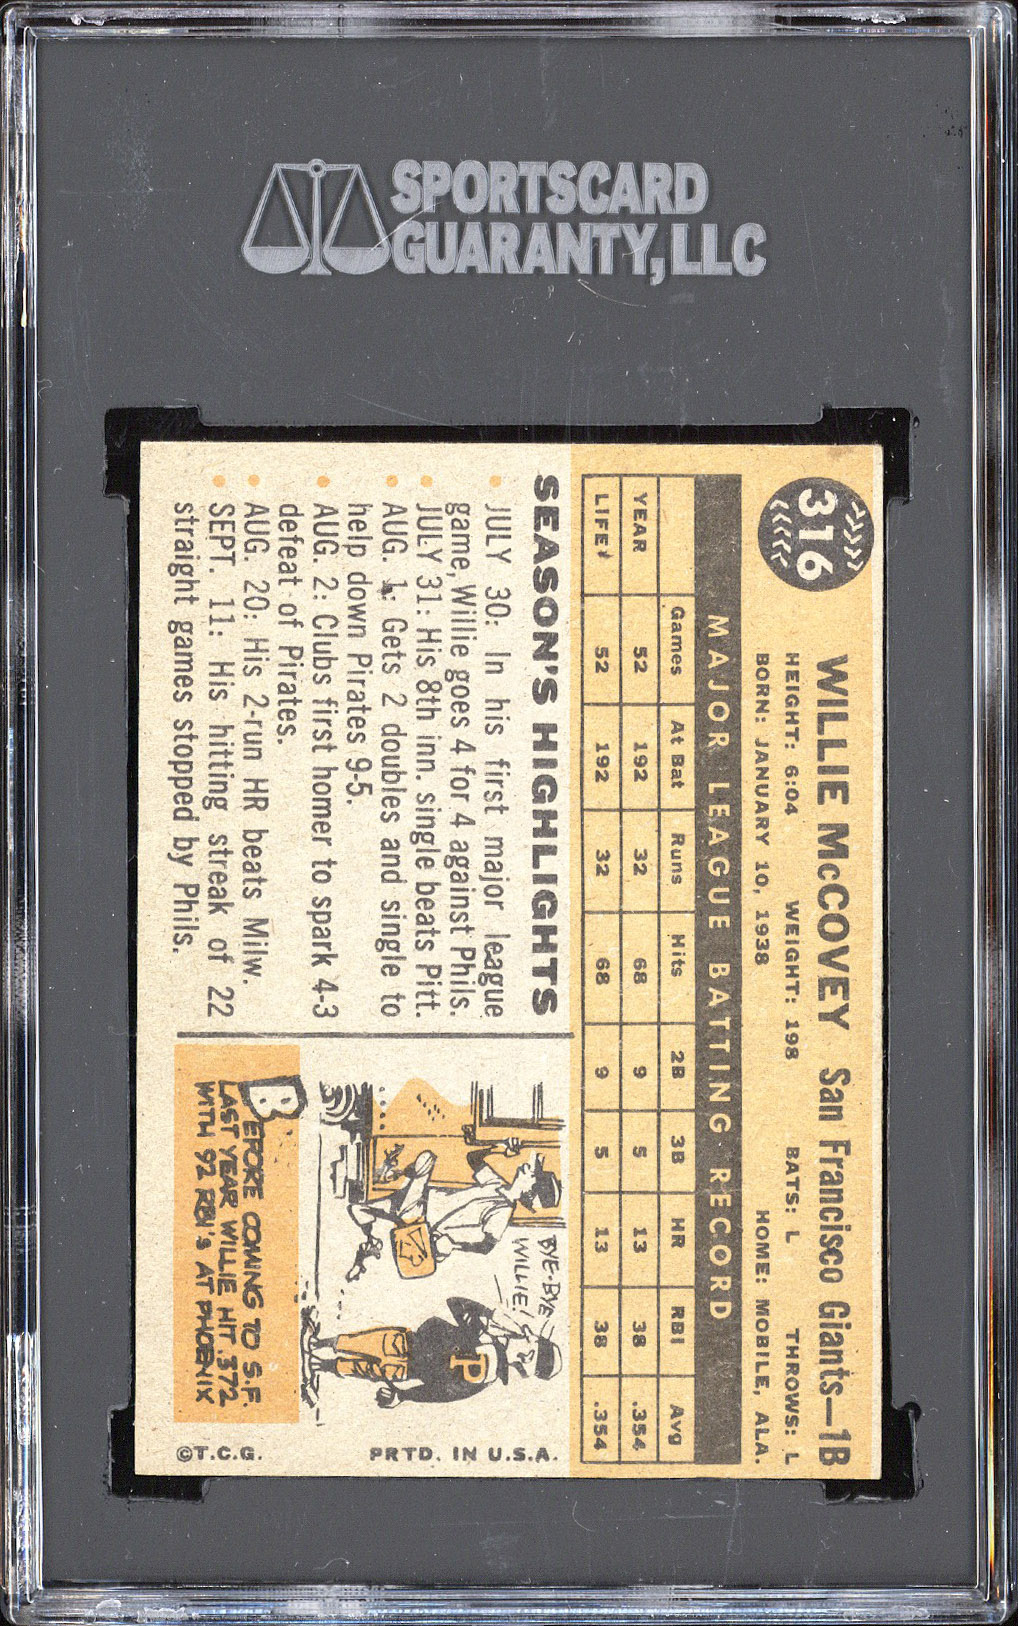 SPORTSCARD
GUARANTY, LLC
316
WILLIE McCOVEY San Francisco Giants—1B
HEIGHT: 6:04 WEIGHT: 198 BATS: L THROWS: L
BORN: JANUARY 10, 1938 HOME: MOBILE, ALA.
MAJOR LEAGUE BATTING RECORD
Games At Bat Runs Hits 2B 3B HR RBI Avg
YEAR 52 192 32 68 9 5 13 38 .354
LIFE 52 192 32 68 9 5 13 38 .354
SEASON'S HIGHLIGHTS
• JULY 30: In his first major league
game, Willie goes 4 for 4 against Phils.
• JULY 31: His 8th inn. single beats Pitt.
• AUG. 1: Gets 2 doubles and single to
help down Pirates 9-5.
• AUG. 2: Clubs first homer to spark 4-3
defeat of Pirates.
• AUG. 20: His 2-run HR beats Milw.
• SEPT. 11: His hitting streak of 22
straight games stopped by Phils.
BYE-BYE
WILLIE!
P
BEFORE COMING TO S.F.
LAST YEAR WILLIE HIT .372
WITH 92 RBI'S AT PHOENIX
©T.C.G. PRTD. IN U.S.A.